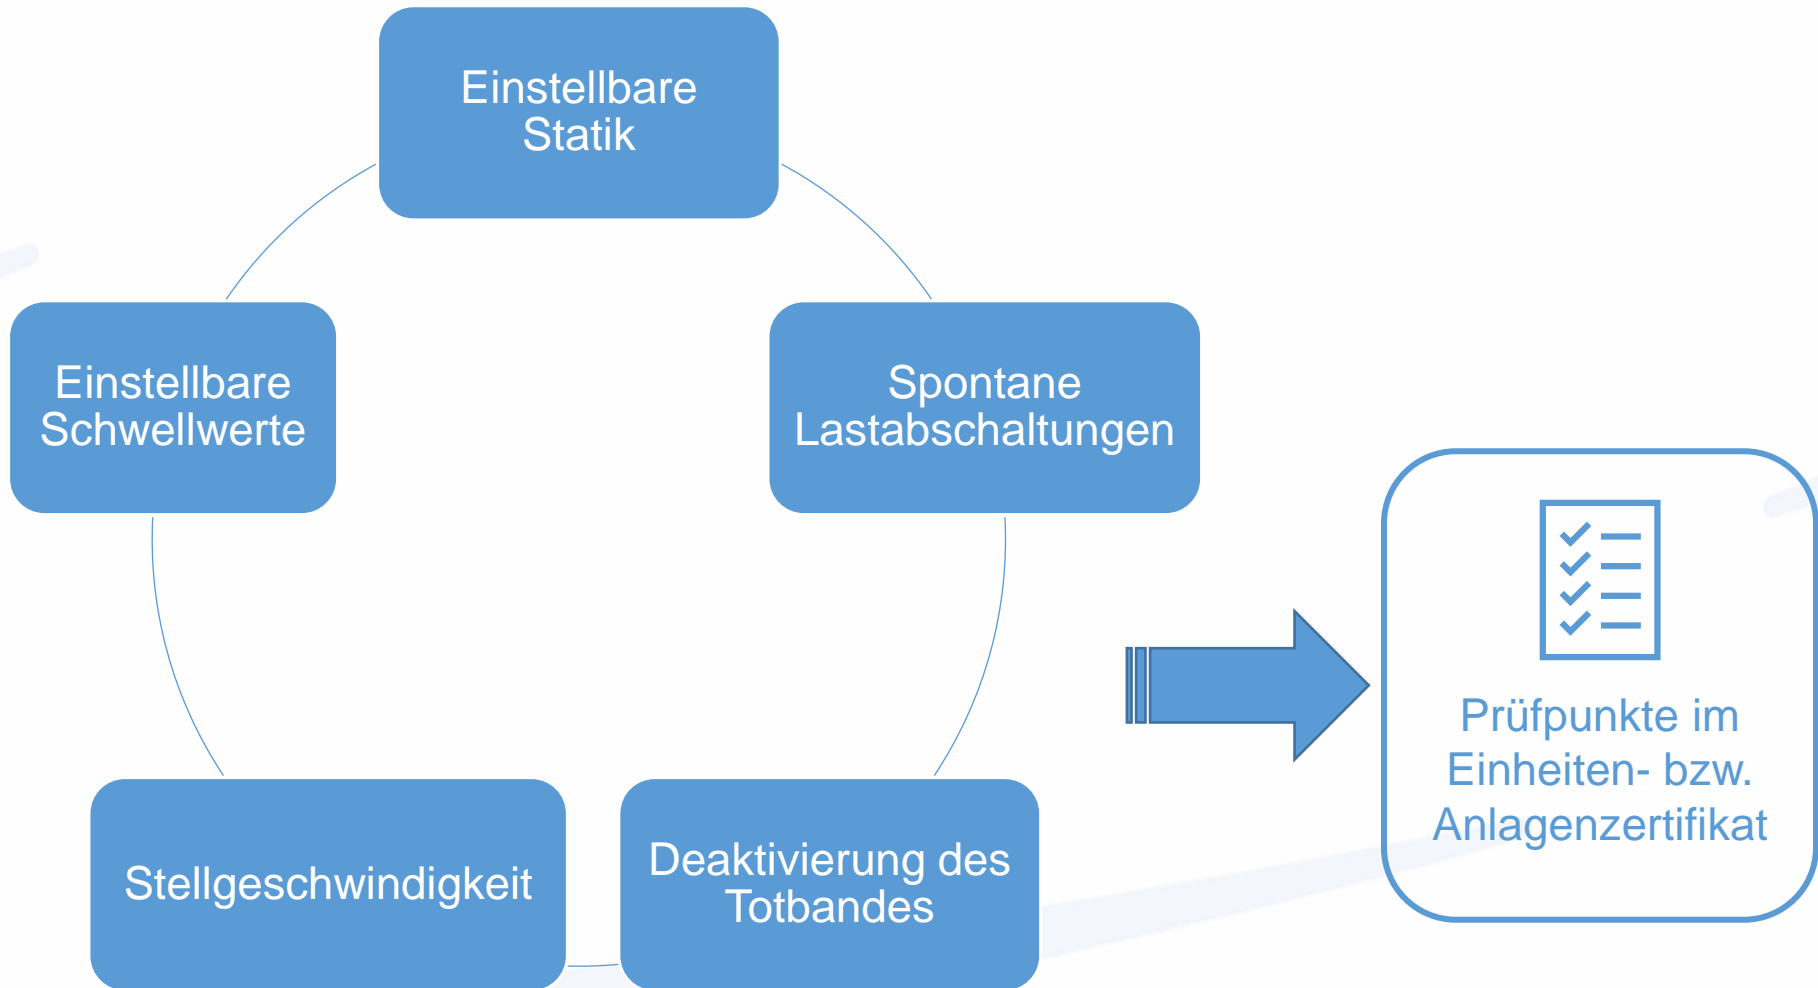 Einstellbare
Statik
Einstellbare
Schwellwerte
Spontane
Lastabschaltungen
Stellgeschwindigkeit
Deaktivierung des
Totbandes
Prüfpunkte im
Einheiten- bzw.
Anlagenzertifikat